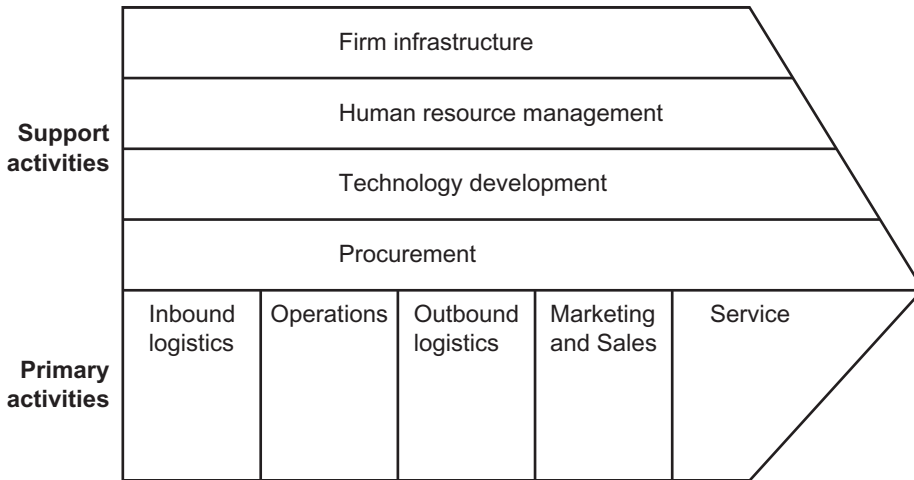 Firm infrastructure
Human resource management
Support
activities
Technology development
Procurement
Inbound
logistics
Operations
Outbound
logistics
Marketing
and Sales
Service
Primary
activities